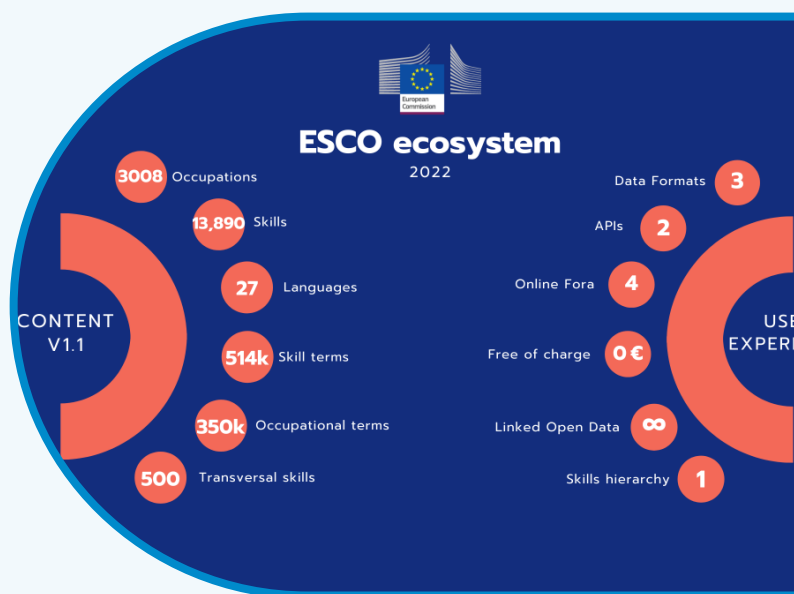 European
Commission
ESCO ecosystem
2022
3008 Occupations
13,890 Skills
27 Languages
514k Skill terms
350k Occupational terms
500 Transversal skills
CONTENT
V1.1
Data Formats 3
APIs 2
Online Fora 4
Free of charge 0 €
Linked Open Data ∞
Skills hierarchy 1